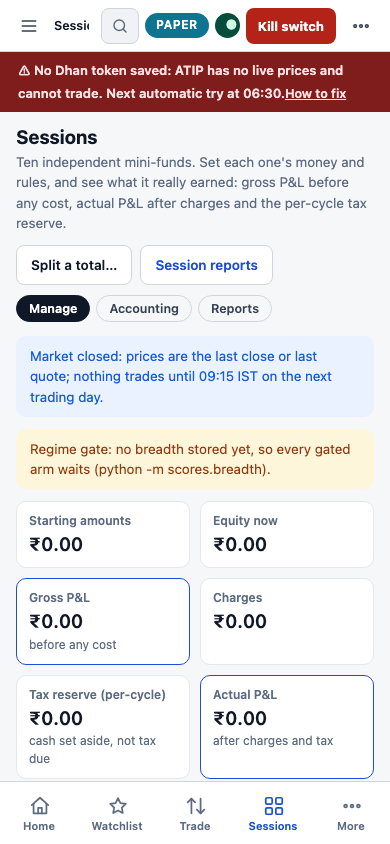 Sessi
PAPER
Kill switch
⚠ No Dhan token saved: ATIP has no live prices and
cannot trade. Next automatic try at 06:30.How to fix
Sessions
Ten independent mini-funds. Set each one's money and
rules, and see what it really earned: gross P&L before
any cost, actual P&L after charges and the per-cycle tax
reserve.
Split a total...
Session reports
Manage
Accounting
Reports
Market closed: prices are the last close or last
quote; nothing trades until 09:15 IST on the next
trading day.
Regime gate: no breadth stored yet, so every gated
arm waits (python -m scores.breadth).
Starting amounts
₹0.00
Equity now
₹0.00
Gross P&L
₹0.00
before any cost
Charges
₹0.00
Tax reserve (per-cycle)
₹0.00
cash set aside, not tax
due
Actual P&L
₹0.00
after charges and tax
Home
Watchlist
Trade
Sessions
More